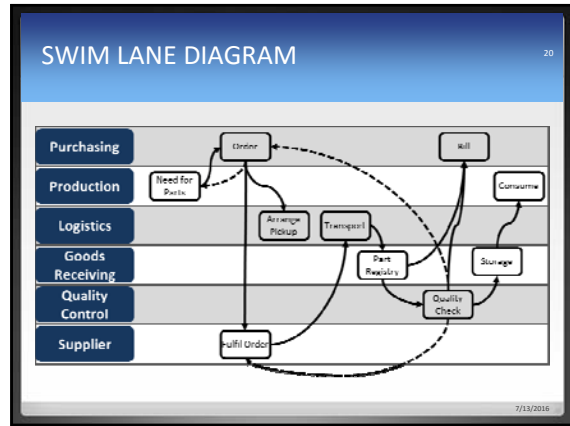 SWIM LANE DIAGRAM
20
Purchasing
Order
Bill
Production
Need for
Parts
Consume
Logistics
Arrange
Pickup
Transport
Goods
Receiving
Part
Registry
Storage
Quality
Control
Quality
Check
Supplier
Fulfil Order
7/13/2016